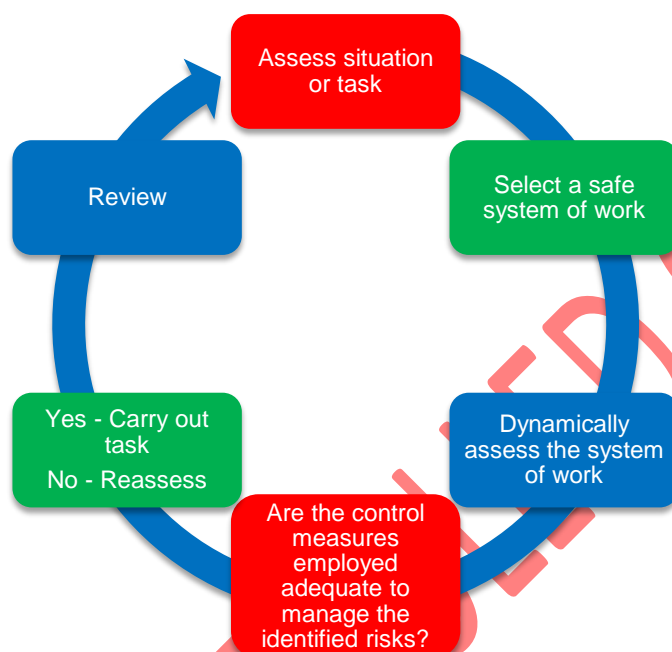 Assess situation
or task
Select a safe
system of work
Dynamically
assess the system
of work
Are the control
measures
employed
adequate to
manage the
identified risks?
Yes - Carry out
task
No - Reassess
Review